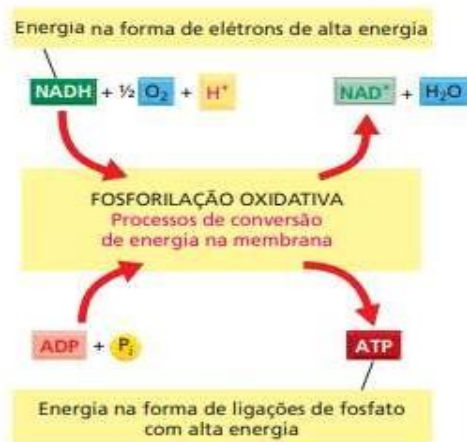 Energia na forma de elétrons de alta energia
NADH + ½ O₂ + H⁺
NAD⁺ + H₂O
FOSFORILAÇÃO OXIDATIVA
Processos de conversão
de energia na membrana
ADP + Pᵢ
ATP
Energia na forma de ligações de fosfato
com alta energia